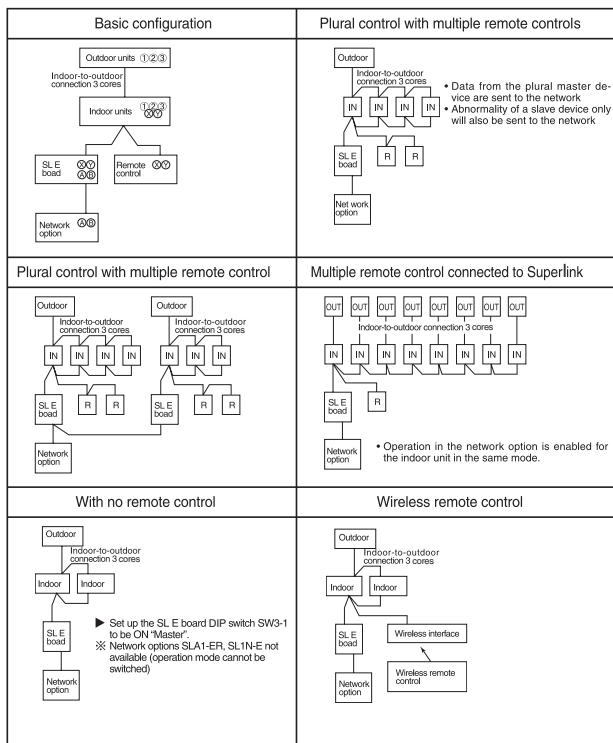 Basic configuration
Outdoor units ①②③
Indoor-to-outdoor
connection 3 cores
Indoor units ①②③
ⓍⓎ
SL E ⓍⓎ
boad ⒶⒷ
Remote ⓍⓎ
control
Network ⒶⒷ
option
Plural control with multiple remote controls
Outdoor
Indoor-to-outdoor
connection 3 cores
IN IN IN IN
• Data from the plural master de-
vice are sent to the network
• Abnormality of a slave device only
will also be sent to the network
SL E
boad
R R
Net work
option
Plural control with multiple remote control
Outdoor Outdoor
Indoor-to-outdoor Indoor-to-outdoor
connection 3 cores connection 3 cores
IN IN IN IN IN IN IN IN
SL E
boad
R R
SL E
boad
R R
Network
option
Multiple remote control connected to Superlink
OUT OUT OUT OUT OUT OUT OUT OUT
Indoor-to-outdoor connection 3 cores
IN IN IN IN IN IN IN IN
SL E
boad
R
Network
option
• Operation in the network option is enabled for
the indoor unit in the same mode.
With no remote control
Outdoor
Indoor-to-outdoor
connection 3 cores
Indoor Indoor
SL E
boad
▶ Set up the SL E board DIP switch SW3-1
to be ON "Master".
※ Network options SLA1-ER, SL1N-E not
available (operation mode cannot be
switched)
Network
option
Wireless remote control
Outdoor
Indoor-to-outdoor
connection 3 cores
Indoor Indoor
SL E
boad
Wireless interface
Network
option
Wireless remote
control